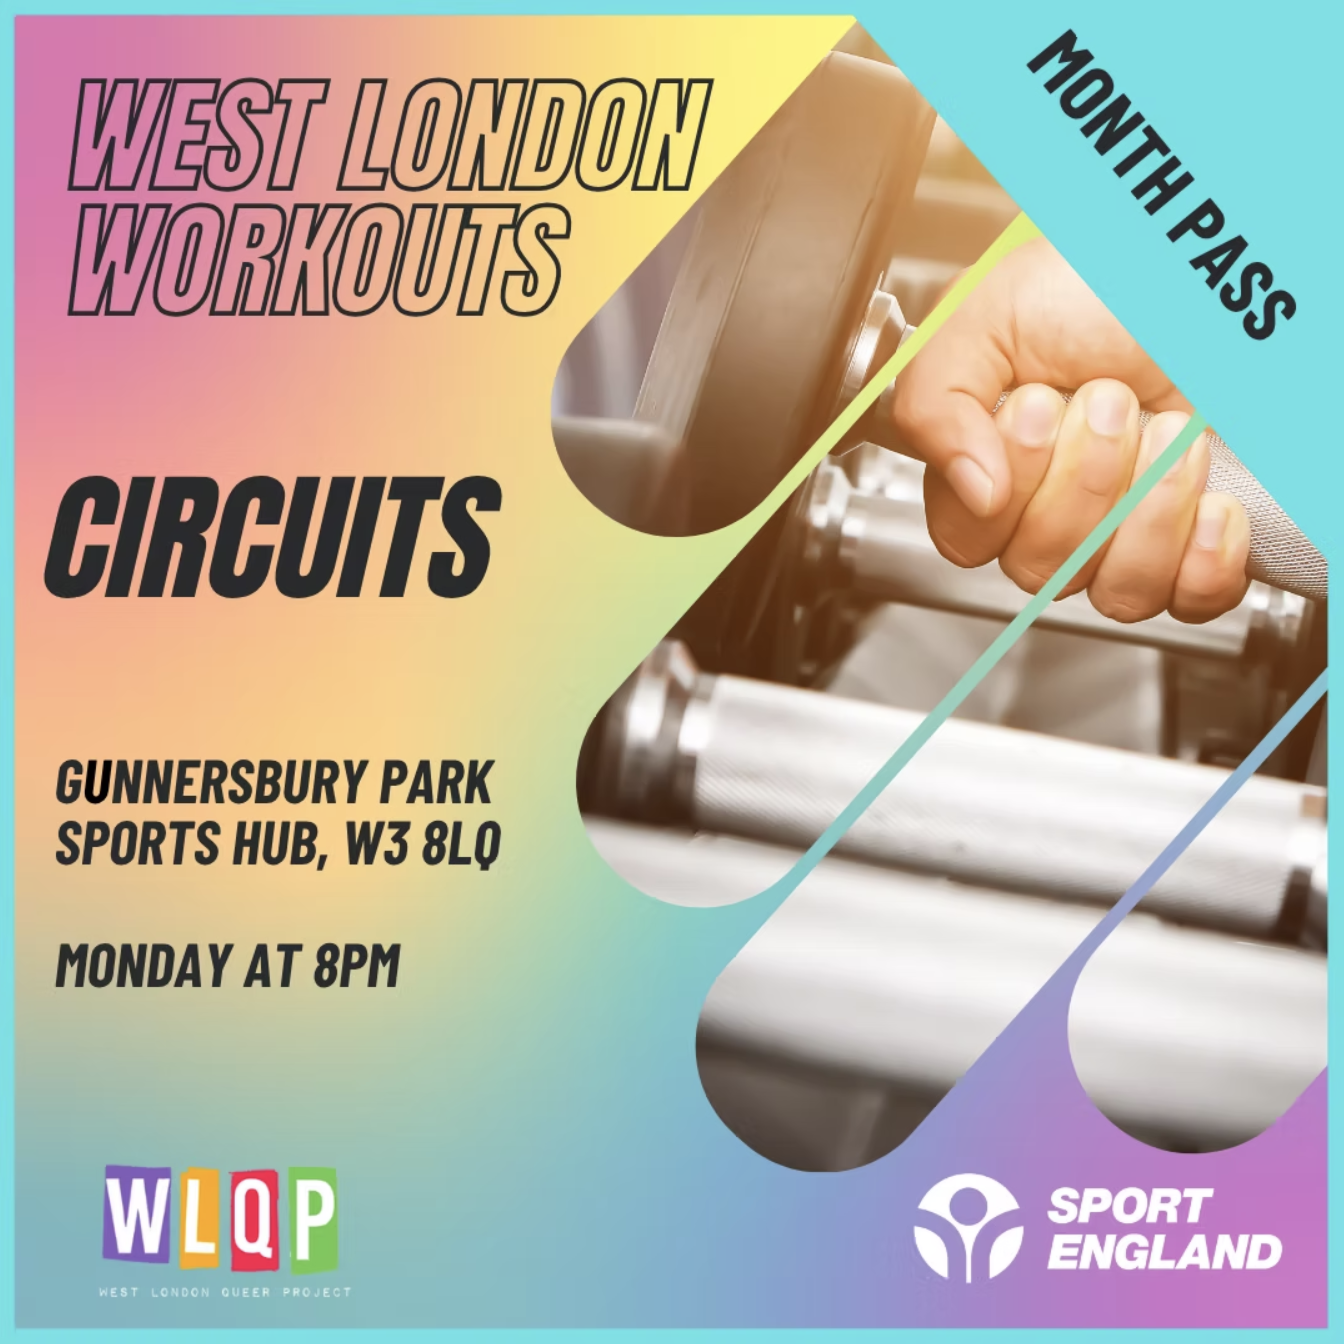 WEST LONDON
WORKOUTS
MONTH PASS
CIRCUITS
GUNNERSBURY PARK
SPORTS HUB, W3 8LQ
MONDAY AT 8PM
WLQP
WEST LONDON QUEER PROJECT
SPORT
ENGLAND